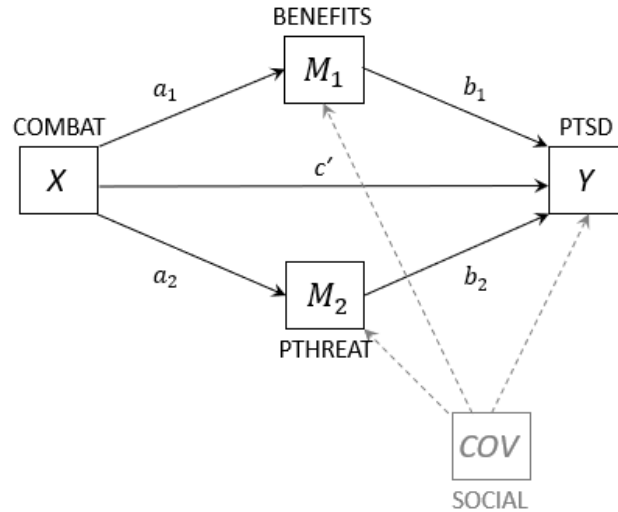 BENEFITS
M₁
a₁
b₁
COMBAT
PTSD
X
c′
Y
a₂
b₂
M₂
PTHREAT
COV
SOCIAL